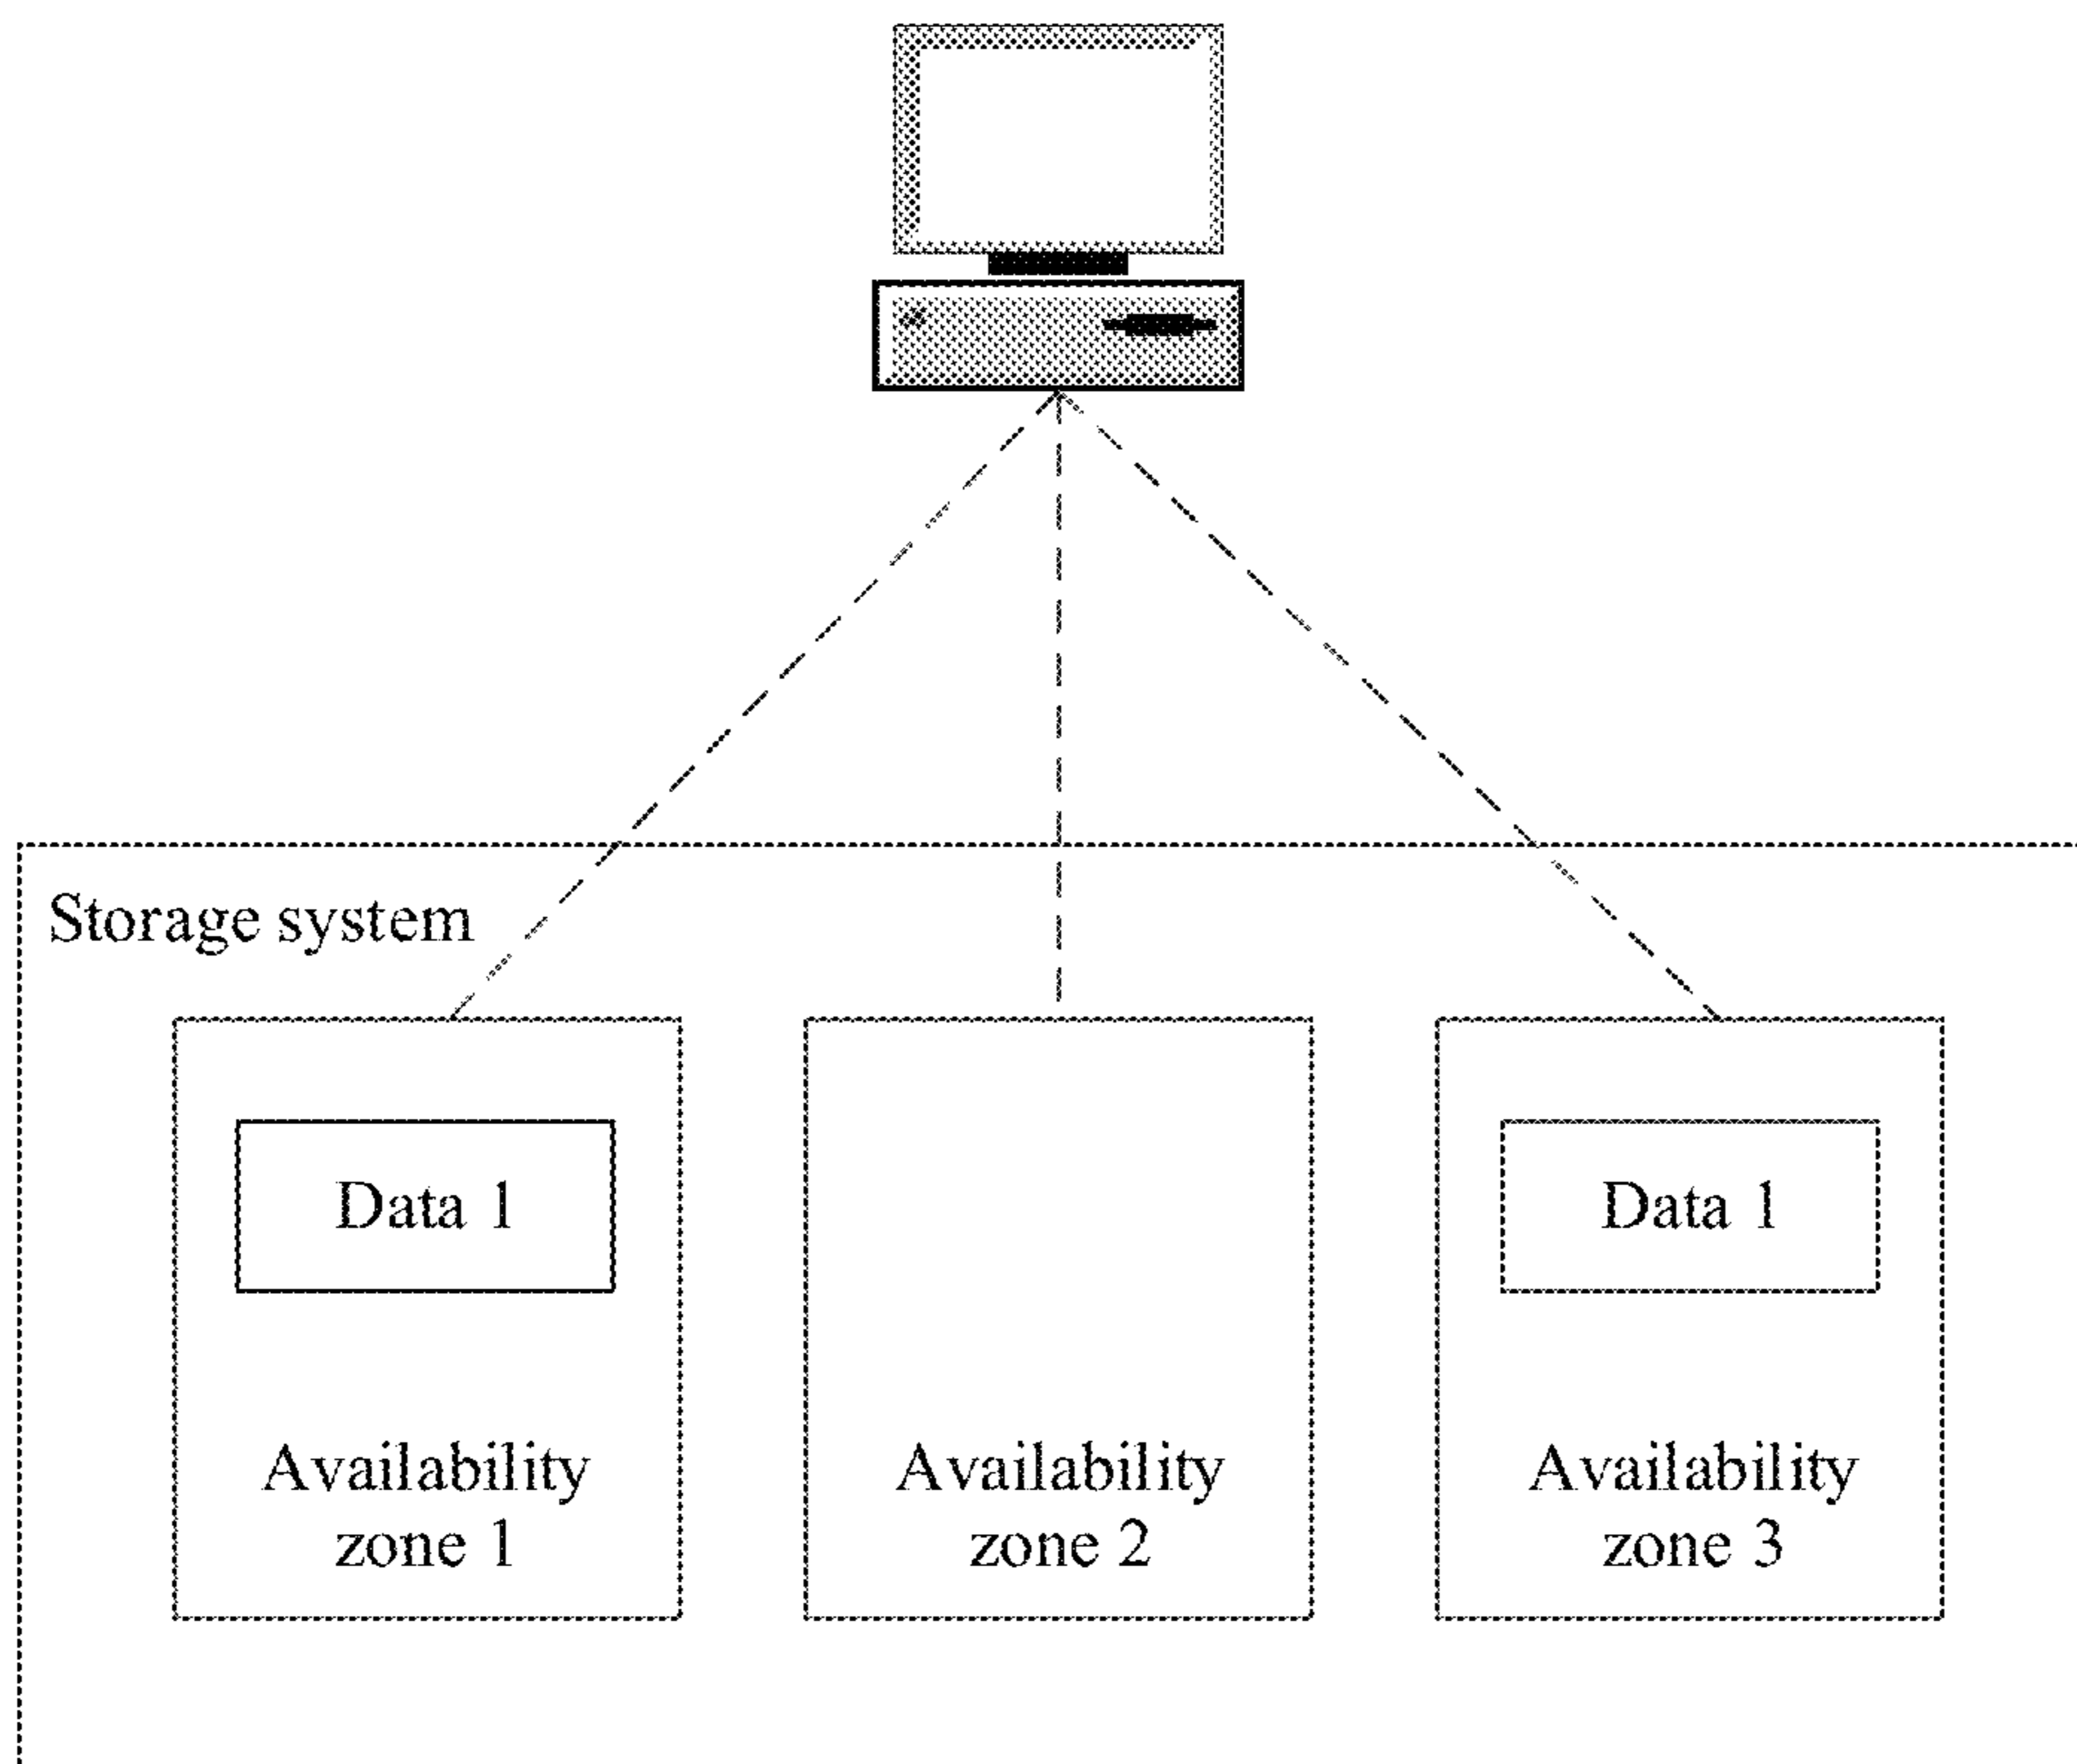 Storage system
Data 1
Data 1
Availability
zone 1
Availability
zone 2
Availability
zone 3